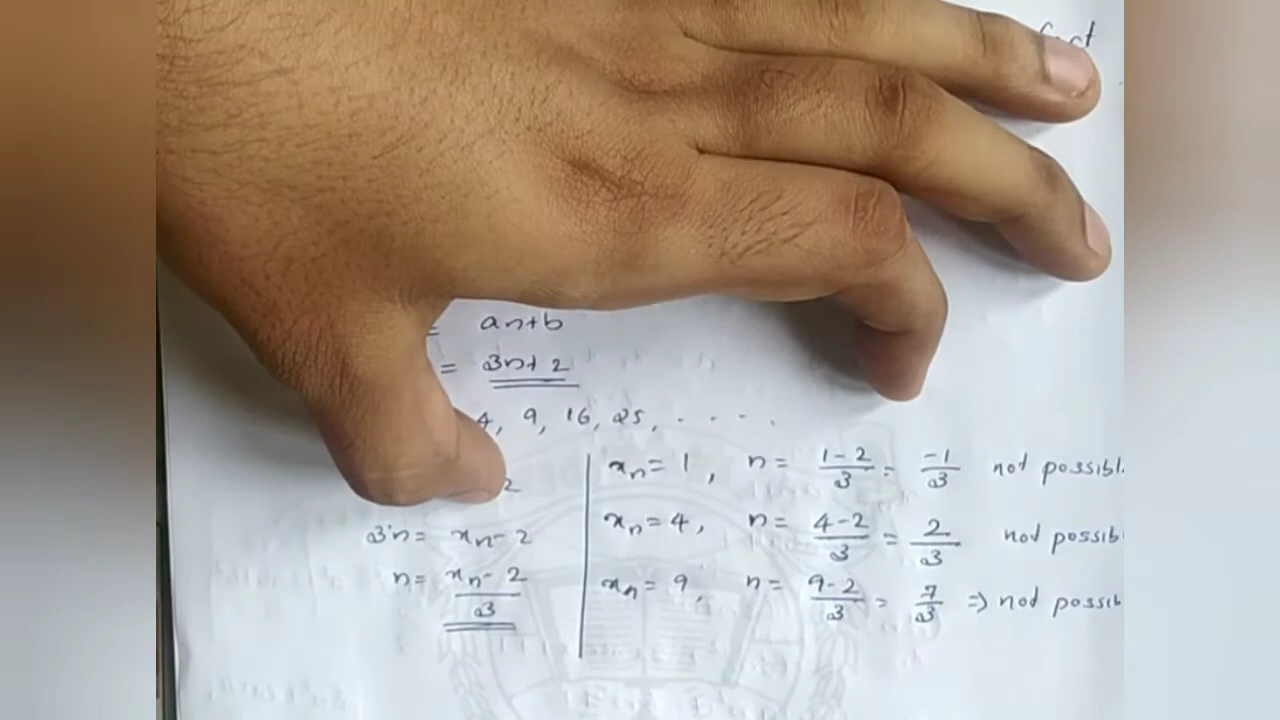 = an+b
= 3n+2
4, 9, 16, 25, . . . .
2
3n = xn - 2
n = xn - 2 / 3
xn = 1, n = 1-2 / 3 = -1 / 3 not possibl
xn = 4, n = 4-2 / 3 = 2 / 3 not possib
xn = 9, n = 9-2 / 3 = 7 / 3 => not possib